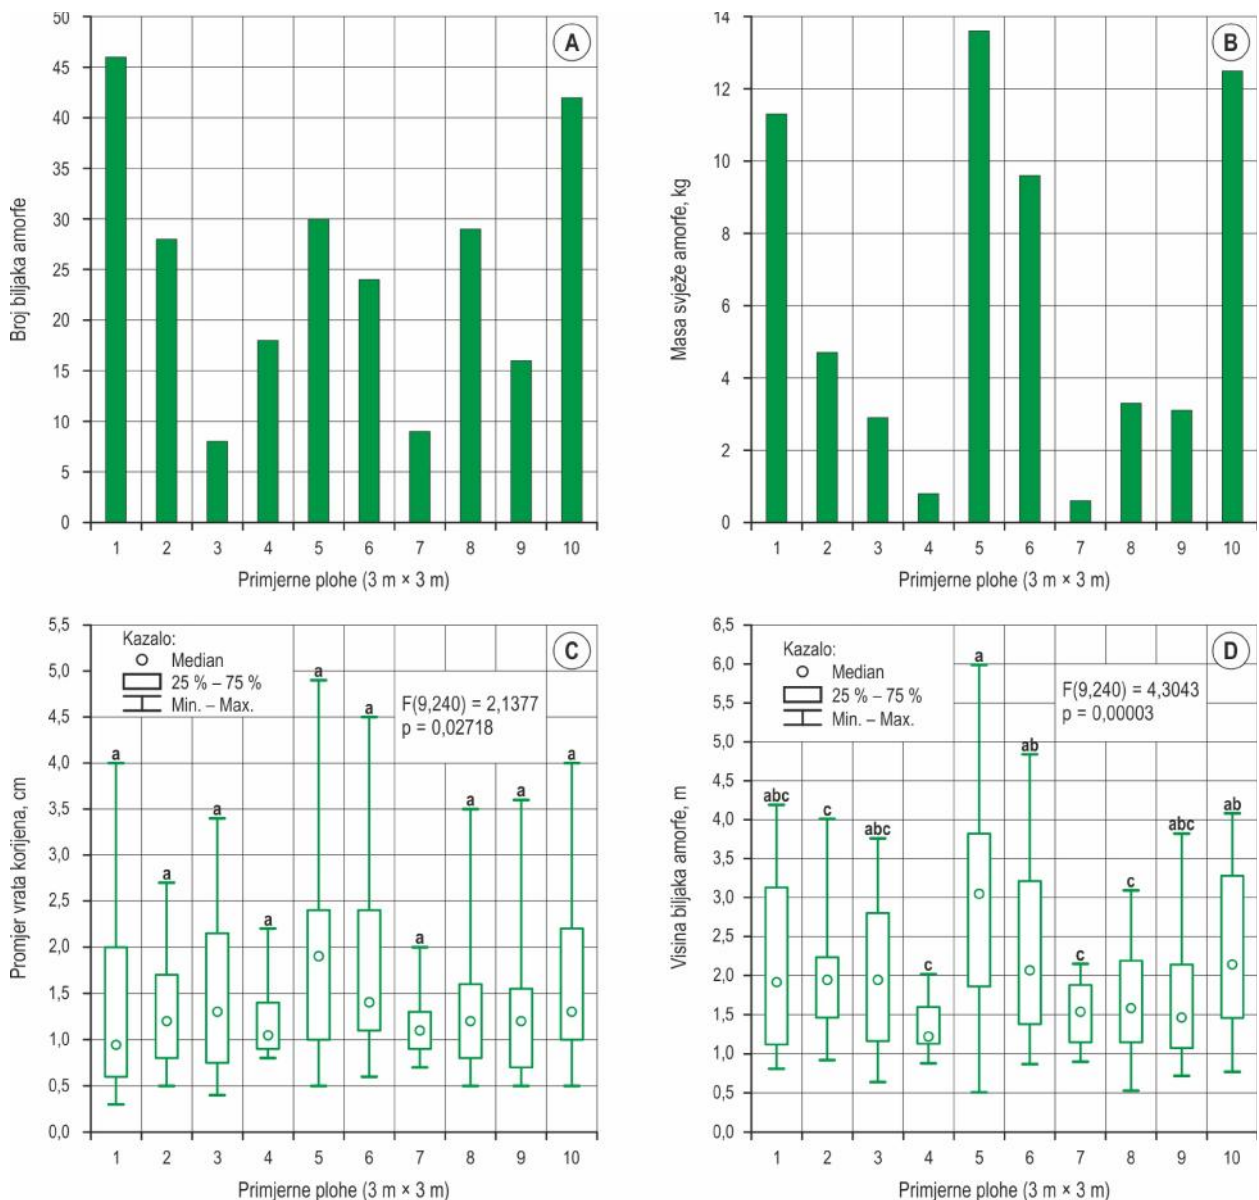 50
45
40
35
30
25
20
15
10
5
0
Broj biljaka amorfe
A
1 2 3 4 5 6 7 8 9 10
Primjerne plohe (3 m × 3 m)
14
12
10
8
6
4
2
0
Masa svježe amorfe, kg
B
1 2 3 4 5 6 7 8 9 10
Primjerne plohe (3 m × 3 m)
5,5
5,0
4,5
4,0
3,5
3,0
2,5
2,0
1,5
1,0
0,5
0,0
Promjer vrata korijena, cm
Kazalo:
Median
25 % – 75 %
Min. – Max.
C
F(9,240) = 2,1377
p = 0,02718
a a a a a a a a a a
1 2 3 4 5 6 7 8 9 10
Primjerne plohe (3 m × 3 m)
6,5
6,0
5,5
5,0
4,5
4,0
3,5
3,0
2,5
2,0
1,5
1,0
0,5
0,0
Visina biljaka amorfe, m
Kazalo:
Median
25 % – 75 %
Min. – Max.
D
F(9,240) = 4,3043
p = 0,00003
abc c abc c a ab c c abc ab
1 2 3 4 5 6 7 8 9 10
Primjerne plohe (3 m × 3 m)